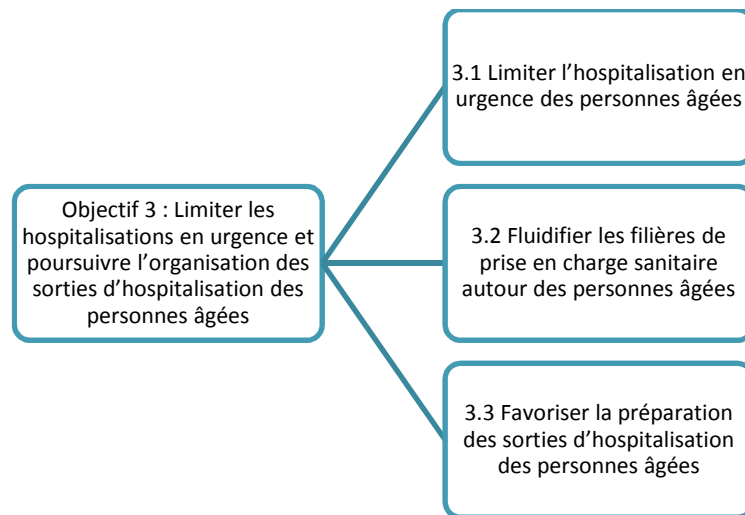 Objectif 3 : Limiter les
hospitalisations en urgence et
poursuivre l’organisation des
sorties d’hospitalisation des
personnes âgées
3.1 Limiter l’hospitalisation en
urgence des personnes âgées
3.2 Fluidifier les filières de
prise en charge sanitaire
autour des personnes âgées
3.3 Favoriser la préparation
des sorties d’hospitalisation
des personnes âgées